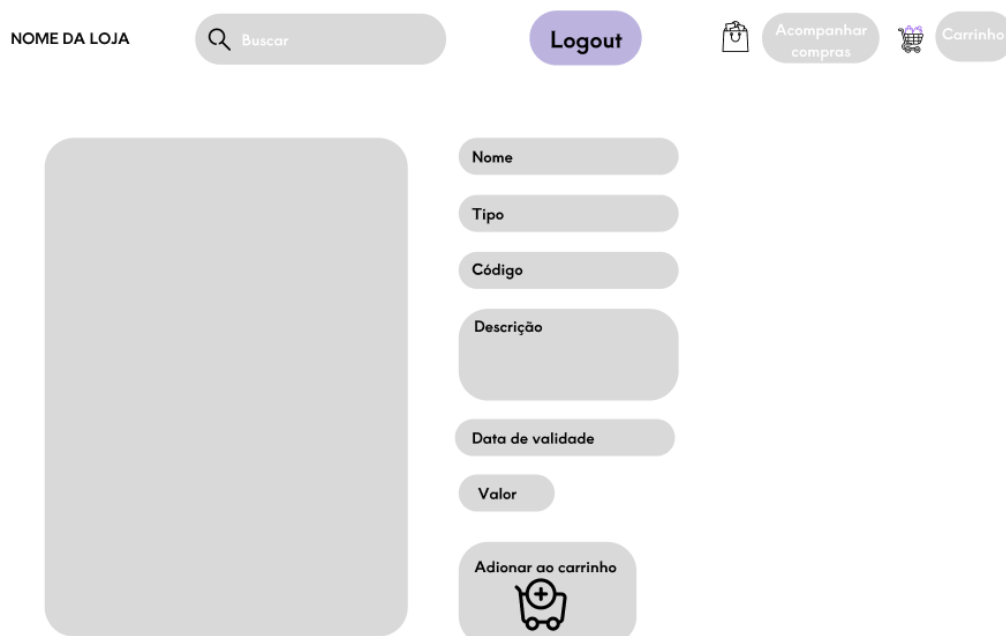 NOME DA LOJA
Buscar
Logout
Acompanhar
compras
Carrinho
Nome
Tipo
Código
Descrição
Data de validade
Valor
Adionar ao carrinho